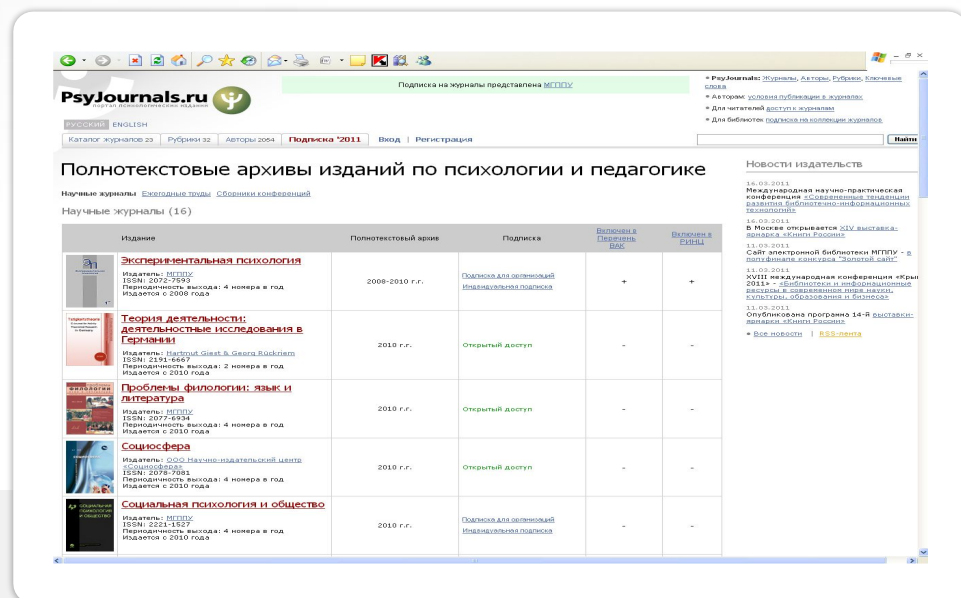 Подписка на журналы представлена МГППУ
PsyJournals: Журналы, Авторы, Рубрики, Ключевые слова
Авторам: условия публикации в журналах
Для читателей доступ к журналам
Для библиотек подписка на коллекции журналов
PsyJournals.ru
портал психологических изданий
РУССКИЙ ENGLISH
Каталог журналов 23 Рубрики 32 Авторы 2064 Подписка *2011 Вход | Регистрация
Найти
Полнотекстовые архивы изданий по психологии и педагогике
Научные журналы Ежегодные труды Сборники конференций
Научные журналы (16)
Издание Полнотекстовый архив Подписка Включен в Перечень ВАК Включен в РИНЦ
Экспериментальная психология
Издатель: МГППУ
ISSN: 2072-7593
Периодичность выхода: 4 номера в год
Издается с 2008 года
2008-2010 г.г.
Подписка для организаций
Индивидуальная подписка
+ +
Теория деятельности:
деятельностные исследования в
Германии
Издатель: Hartmut Giest & Georg Rückriem
ISSN: 2191-6667
Периодичность выхода: 2 номера в год
Издается с 2010 года
2010 г.г.
Открытый доступ
- -
Проблемы филологии: язык и
литература
Издатель: МГППУ
ISSN: 2077-6934
Периодичность выхода: 4 номера в год
Издается с 2010 года
2010 г.г.
Открытый доступ
- -
Социосфера
Издатель: ООО Научно-издательский центр
«Социосфера»
ISSN: 2078-7081
Периодичность выхода: 4 номера в год
Издается с 2010 года
2010 г.г.
Открытый доступ
- -
СОЦИАЛЬНАЯ
ПСИХОЛОГИЯ
И ОБЩЕСТВО
Социальная психология и общество
Издатель: МГППУ
ISSN: 2221-1527
Периодичность выхода: 4 номера в год
Издается с 2010 года
2010 г.г.
Подписка для организаций
Индивидуальная подписка
- -
Новости издательств
16.03.2011
Международная научно-практическая
конференция «Современные тенденции
развития библиотечно-информационных
технологий»
16.03.2011
В Москве открывается XIV выставка-
ярмарка «Книги России»
11.03.2011
Сайт электронной библиотеки МГППУ - в
полуфинале конкурса "Золотой сайт"
11.03.2011
XVIII международная конференция «Кры
2011» - «Библиотеки и информационные
ресурсы в современном мире науки,
культуры, образования и бизнеса»
11.03.2011
Опубликована программа 14-й выставки-
ярмарки «Книги России»
Все новости | RSS-лента